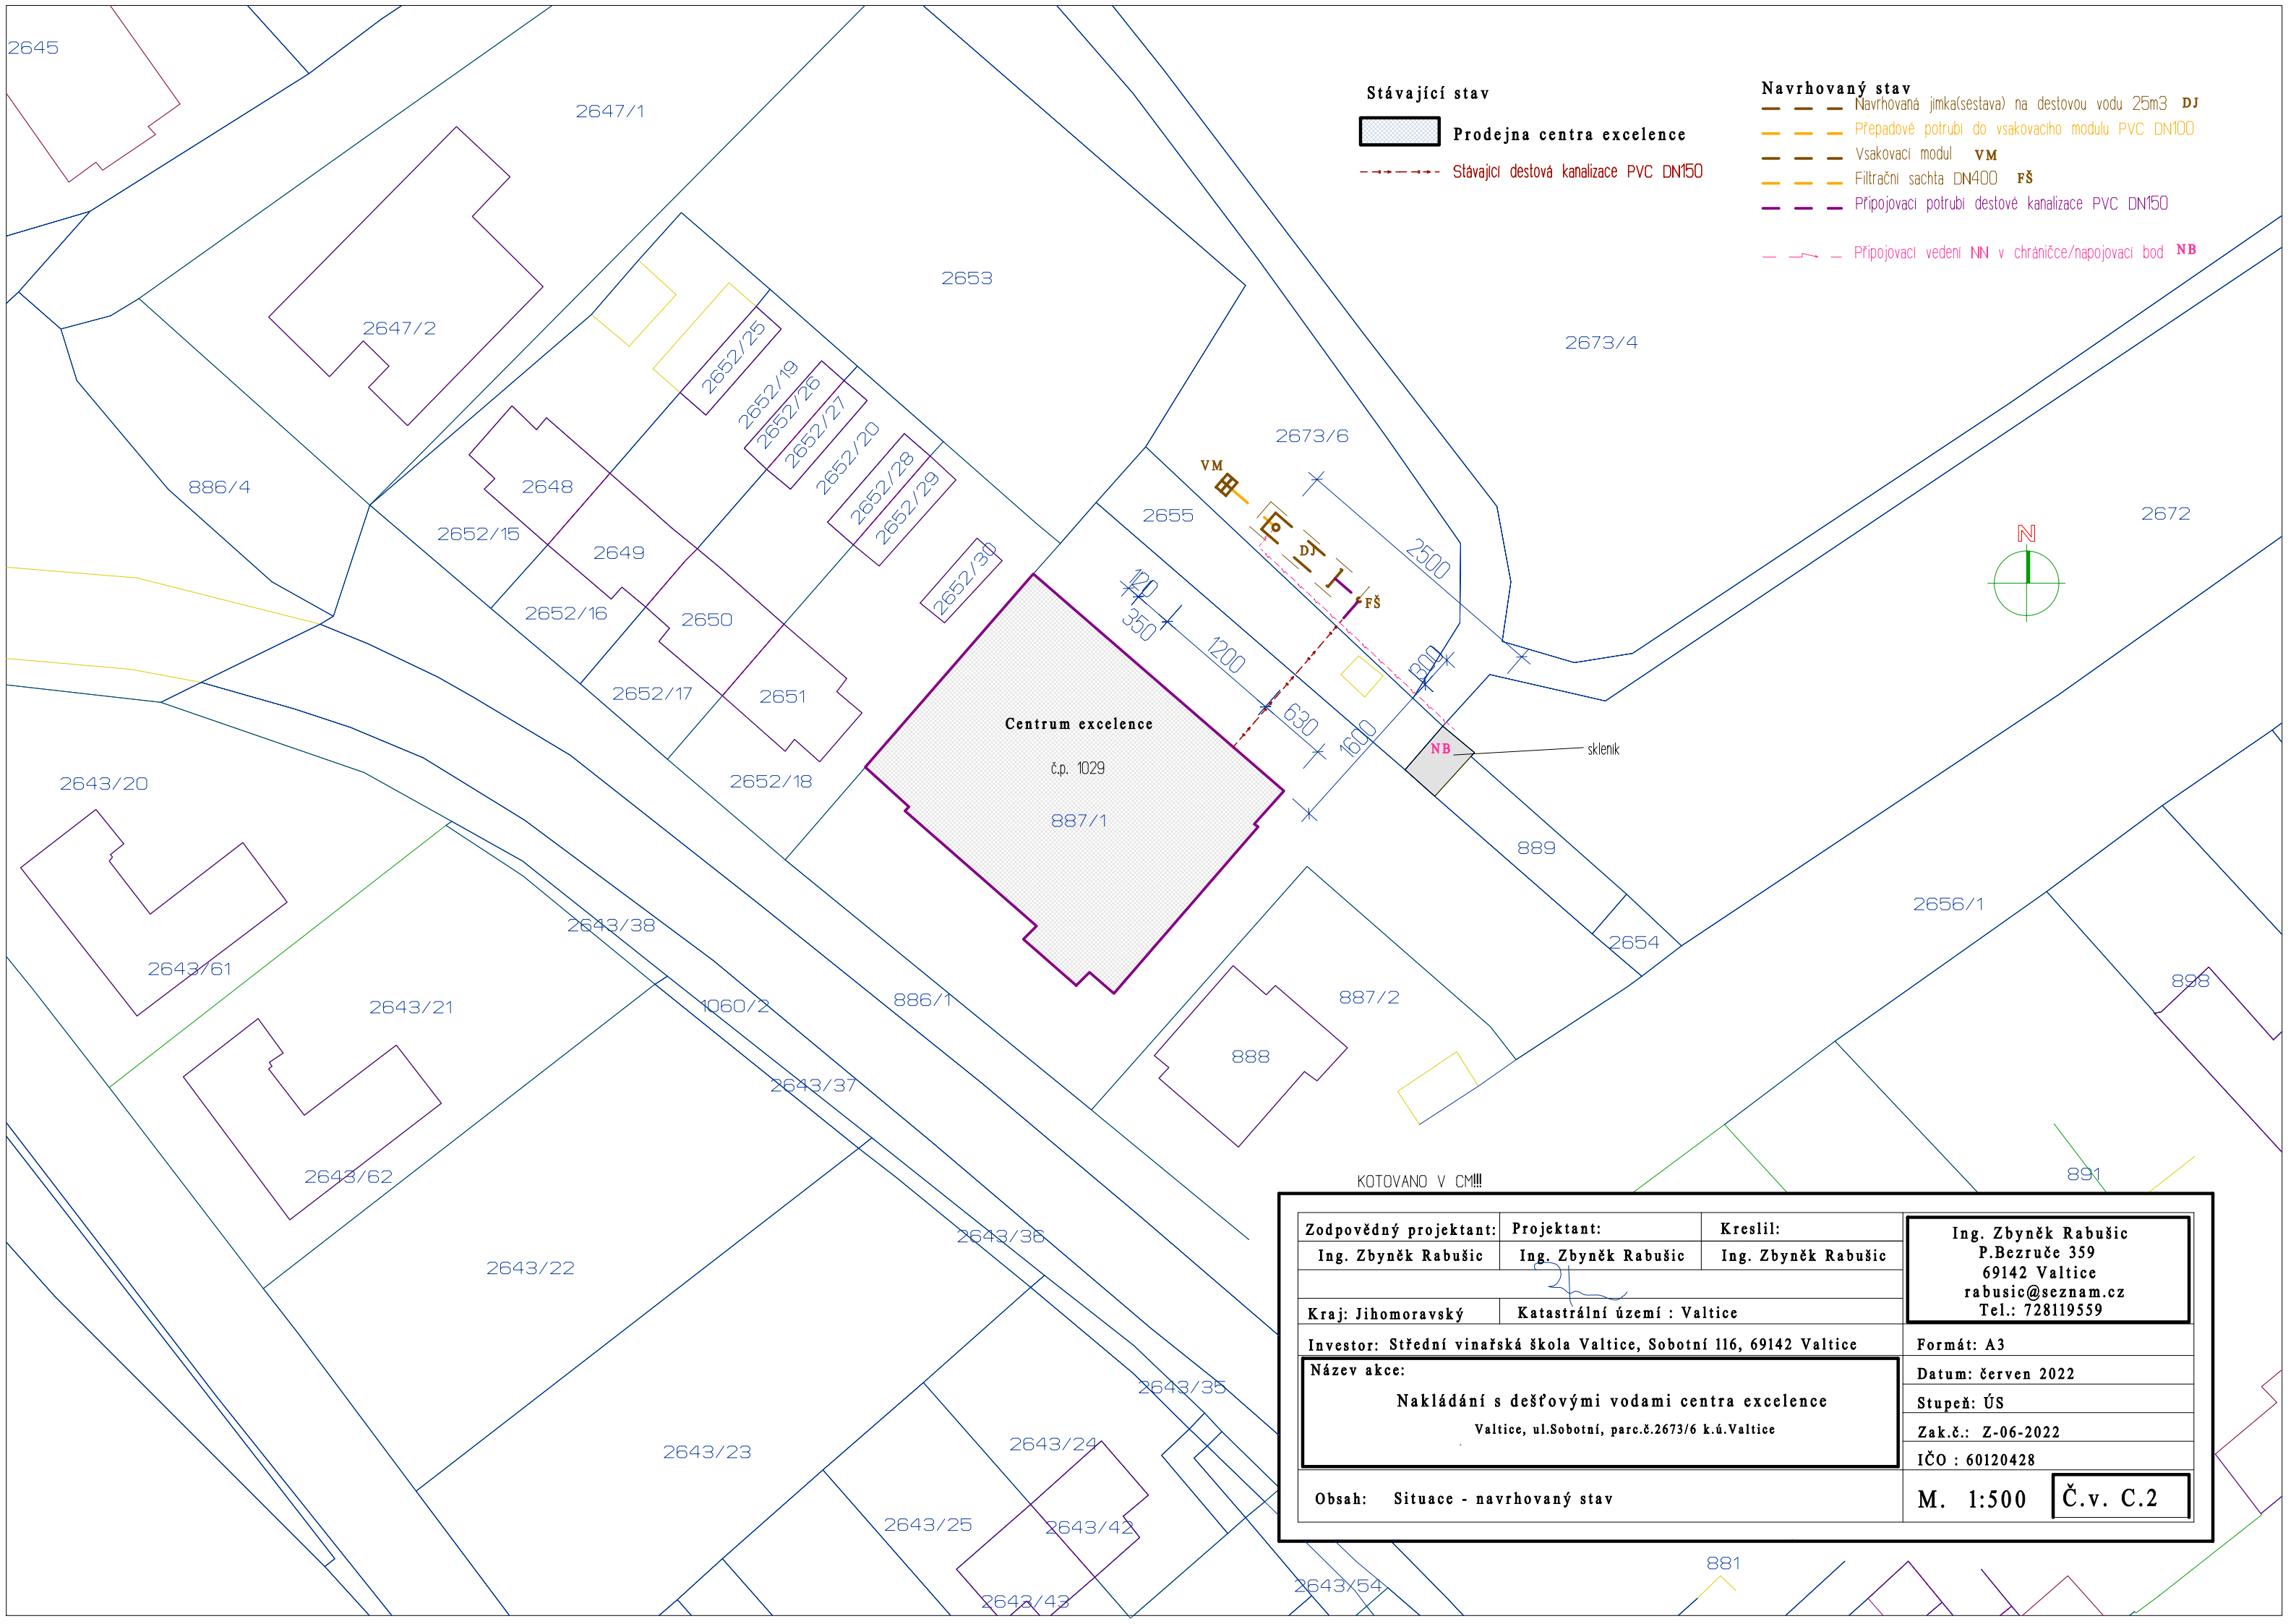 2645
2647/1
Stávající stav
Prodejna centra excelence
Stávající destová kanalizace PVC DN150
Navrhovaný stav
Navrhovaná jimka(sestava) na destovou vodu 25m3 DJ
Přepadové potrubi do vsakovaciho modulu PVC DN100
Vsakovaci modul VM
Filtrační sachta DN400 FŠ
Připojovaci potrubi destové kanalizace PVC DN150
Připojovaci vedeni NN v chráničce/napojovaci bod NB
2653
2647/2
2673/4
2652/25
2652/19
2652/26
2652/27
2652/20
2652/28
2652/29
2652/30
2673/6
886/4
2648
2652/15
2649
2652/16
2650
2652/17
2651
2652/18
2655
2672
N
VM
DJ
FŠ
2500
120
350
1200
630
1300
1600
NB
sklenik
Centrum excelence
č.p. 1029
887/1
889
2654
2656/1
2643/20
2643/61
2643/38
2643/21
1060/2
886/1
887/2
888
898
2643/37
2643/62
891
2643/36
2643/22
2643/35
2643/23
2643/24
2643/25
2643/42
2643/43
2643/54
881
KOTOVANO V CM!!!
Zodpovědný projektant: Projektant: Kreslil:
Ing. Zbyněk Rabušic Ing. Zbyněk Rabušic Ing. Zbyněk Rabušic
Kraj: Jihomoravský Katastrální území : Valtice
Ing. Zbyněk Rabušic
P.Bezruče 359
69142 Valtice
rabusic@seznam.cz
Tel.: 728119559
Investor: Střední vinařská škola Valtice, Sobotní 116, 69142 Valtice
Název akce:
Nakládání s dešťovými vodami centra excelence
Valtice, ul.Sobotní, parc.č.2673/6 k.ú.Valtice
Obsah: Situace - navrhovaný stav
Formát: A3
Datum: červen 2022
Stupeň: ÚS
Zak.č.: Z-06-2022
IČO : 60120428
M. 1:500 Č.v. C.2